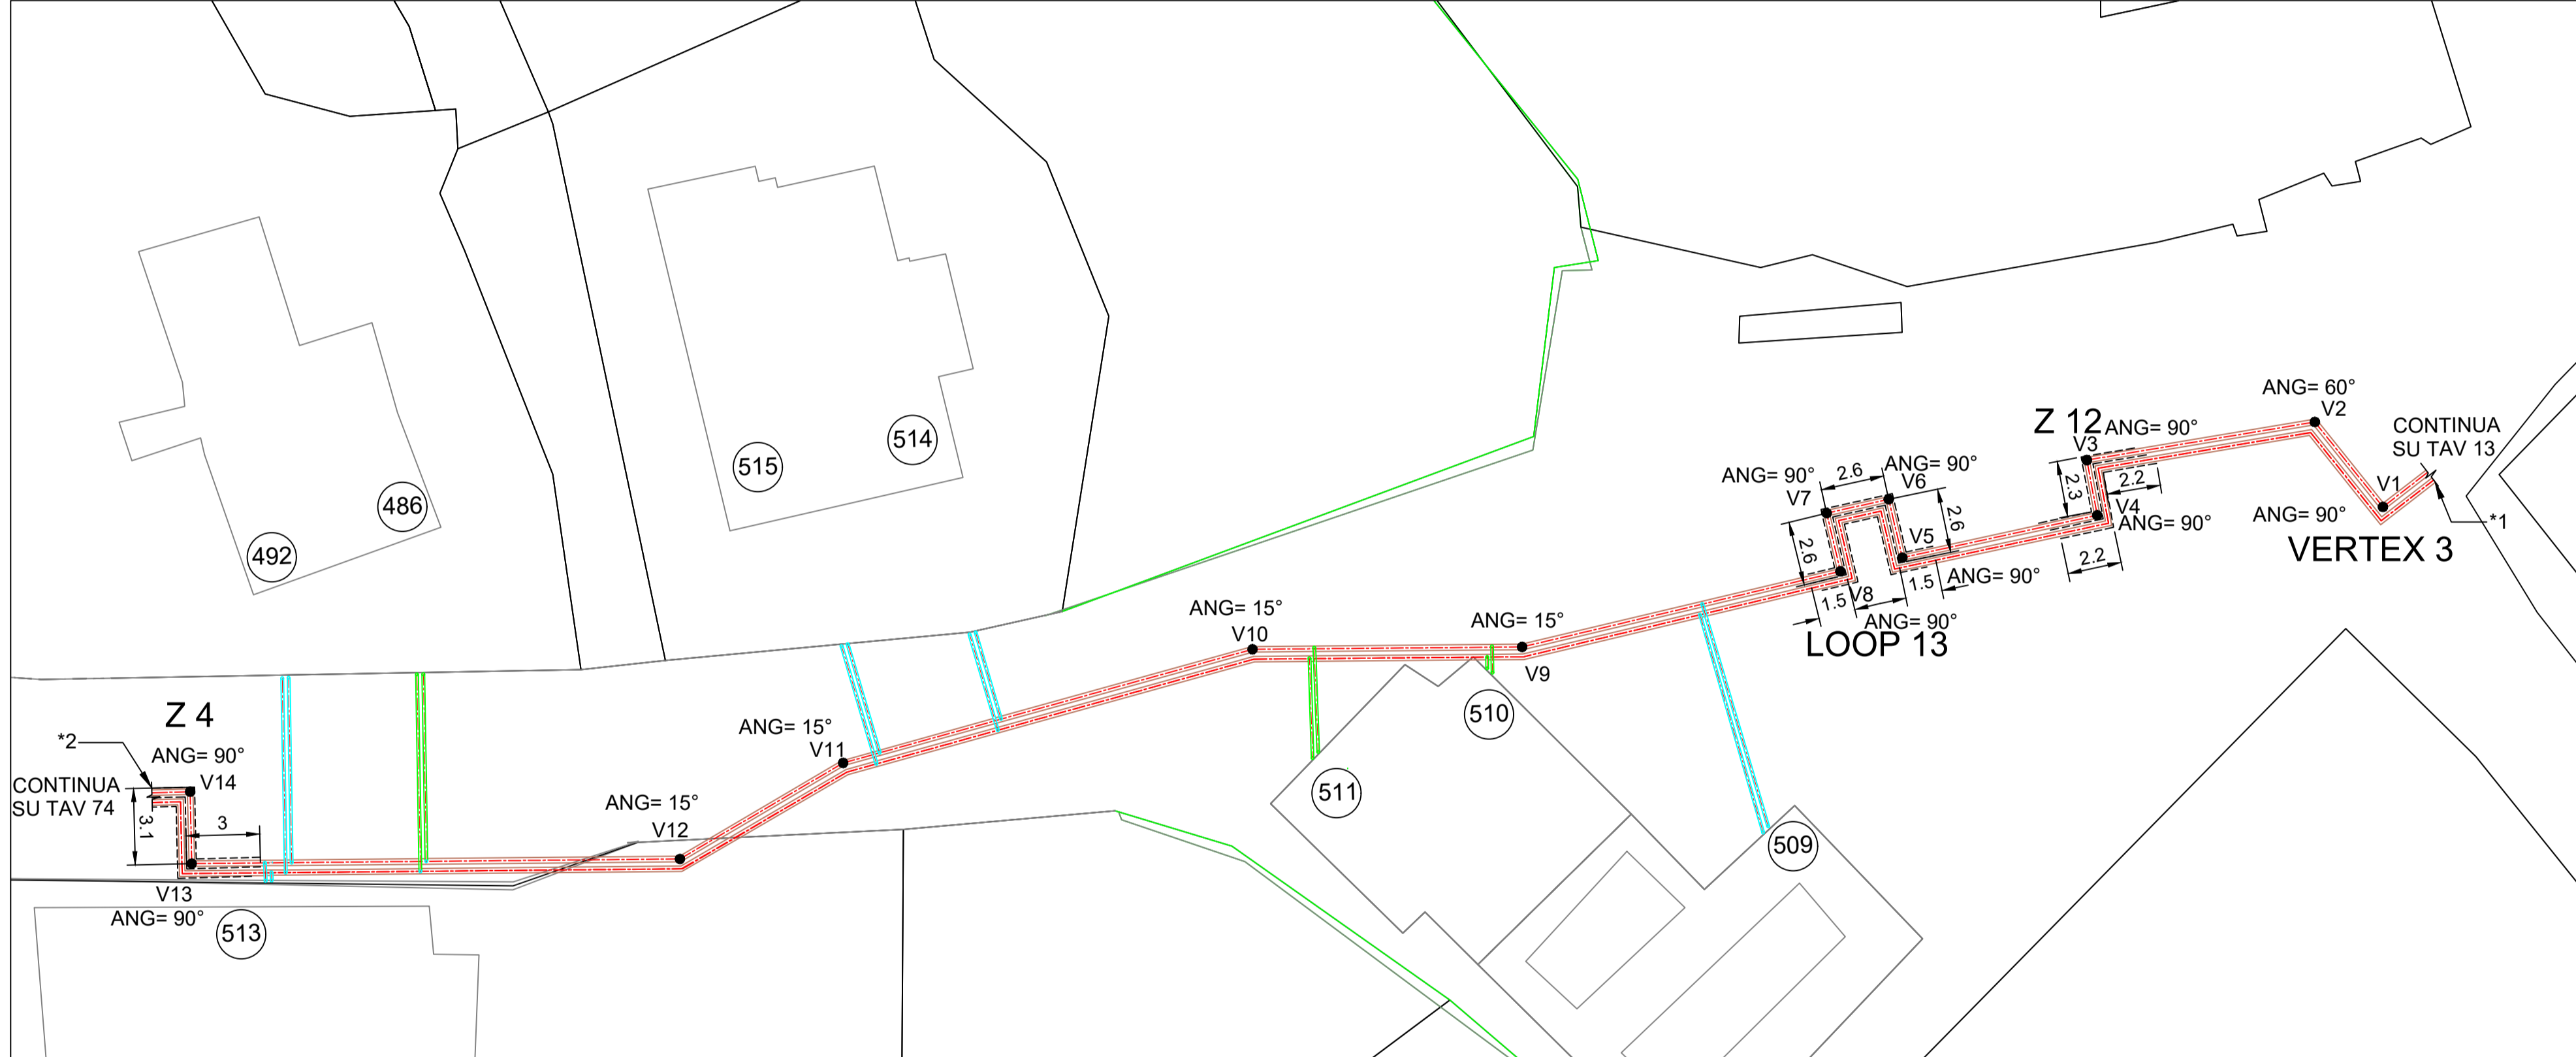 ANG= 60°
V2
Z 12
ANG= 90°
V3
CONTINUA
SU TAV 13
2.3
2.2
V4
ANG= 90°
2.2
V1
ANG= 90°
*1
VERTEX 3
ANG= 90°
V7
2.6
ANG= 90°
V6
2.6
2.6
V5
1.5
ANG= 90°
1.5
V8
ANG= 90°
LOOP 13
514
515
486
492
ANG= 15°
V10
ANG= 15°
V9
510
511
509
ANG= 15°
V11
ANG= 15°
V12
Z 4
*2
ANG= 90°
V14
CONTINUA
SU TAV 74
3.1
3
V13
ANG= 90°
513